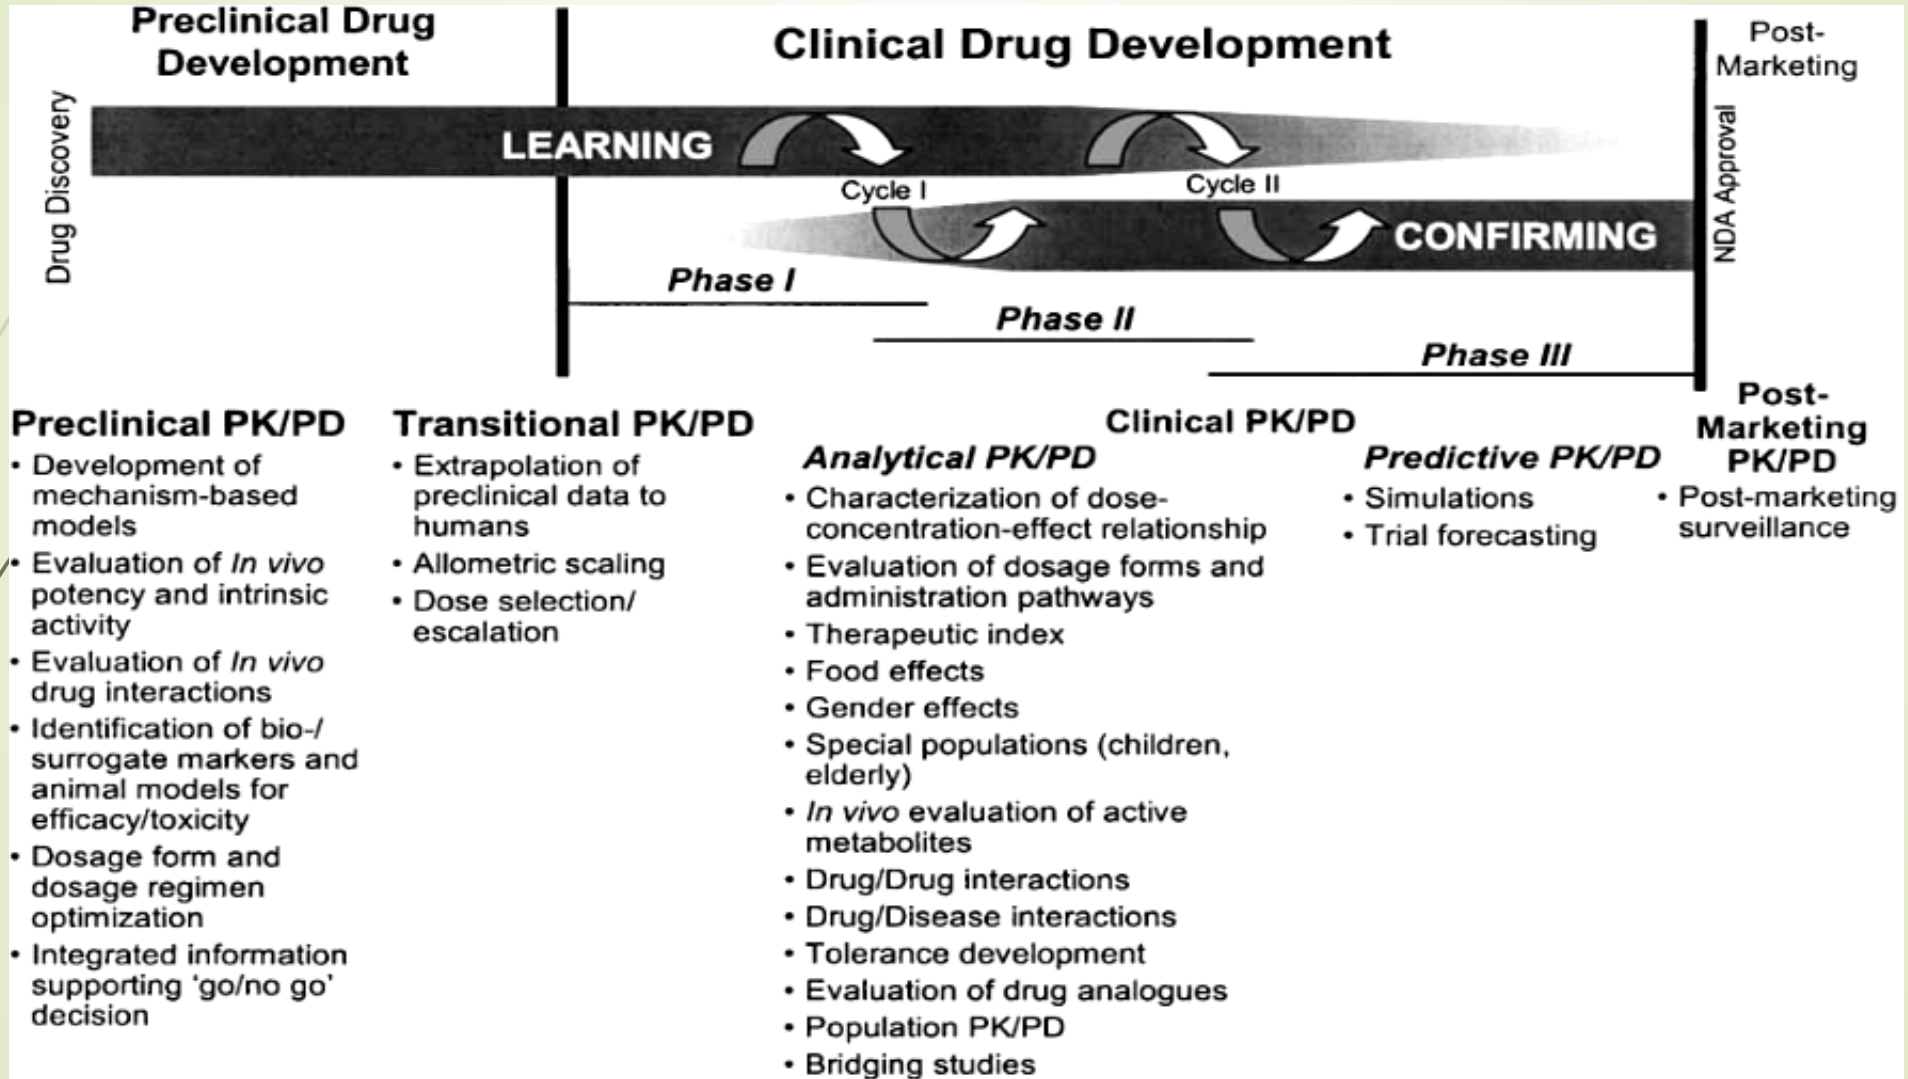 Preclinical Drug
Development
Clinical Drug Development
Post-
Marketing
Drug Discovery
LEARNING
Cycle I
Cycle II
CONFIRMING
NDA Approval
Phase I
Phase II
Phase III
Preclinical PK/PD
• Development of
mechanism-based
models
• Evaluation of In vivo
potency and intrinsic
activity
• Evaluation of In vivo
drug interactions
• Identification of bio-/
surrogate markers and
animal models for
efficacy/toxicity
• Dosage form and
dosage regimen
optimization
• Integrated information
supporting ‘go/no go’
decision
Transitional PK/PD
• Extrapolation of
preclinical data to
humans
• Allometric scaling
• Dose selection/
escalation
Clinical PK/PD
Analytical PK/PD
• Characterization of dose-
concentration-effect relationship
• Evaluation of dosage forms and
administration pathways
• Therapeutic index
• Food effects
• Gender effects
• Special populations (children,
elderly)
• In vivo evaluation of active
metabolites
• Drug/Drug interactions
• Drug/Disease interactions
• Tolerance development
• Evaluation of drug analogues
• Population PK/PD
• Bridging studies
Predictive PK/PD
• Simulations
• Trial forecasting
Post-
Marketing
PK/PD
• Post-marketing
surveillance